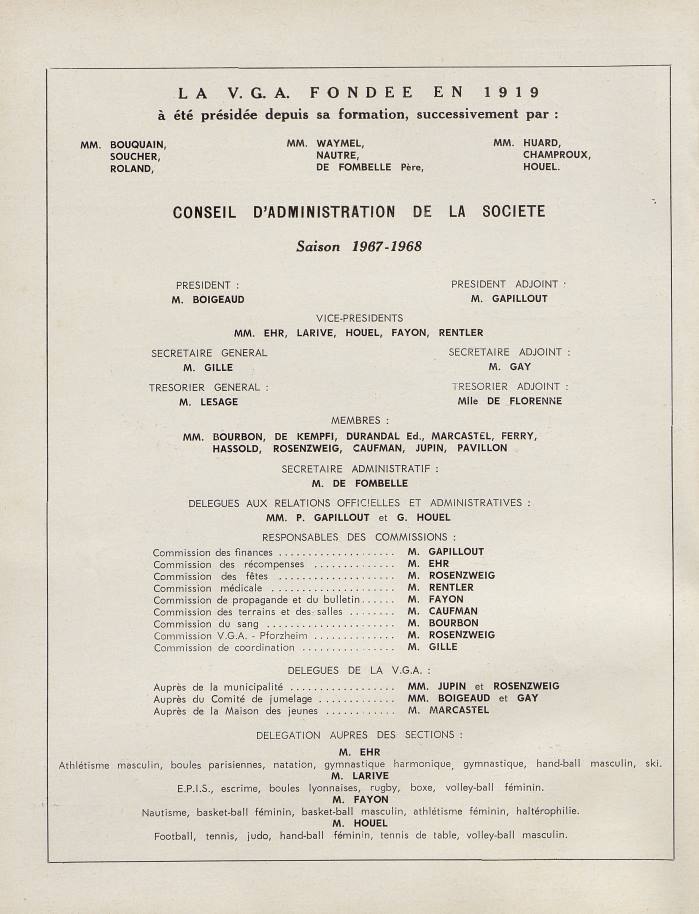 LA V.G.A. FONDEE EN 1919
à été présidée depuis sa formation, successivement par :
MM. BOUQUAIN, MM. WAYMEL, MM. HUARD,
SOUCHER, NAUTRE, CHAMPROUX,
ROLAND, DE FOMBELLE Père, HOUEL.
CONSEIL D'ADMINISTRATION DE LA SOCIETE
Saison 1967-1968
PRESIDENT : PRESIDENT ADJOINT :
M. BOIGEAUD M. GAPILLOUT
VICE-PRESIDENTS
MM. EHR, LARIVE, HOUEL, FAYON, RENTLER
SECRETAIRE GENERAL SECRETAIRE ADJOINT :
M. GILLE M. GAY
TRESORIER GENERAL : TRESORIER ADJOINT :
M. LESAGE Mlle DE FLORENNE
MEMBRES :
MM. BOURBON, DE KEMPFI, DURANDAL Ed., MARCASTEL, FERRY,
HASSOLD, ROSENZWEIG, CAUFMAN, JUPIN, PAVILLON
SECRETAIRE ADMINISTRATIF :
M. DE FOMBELLE
DELEGUES AUX RELATIONS OFFICIELLES ET ADMINISTRATIVES :
MM. P. GAPILLOUT et G. HOUEL
RESPONSABLES DES COMMISSIONS :
Commission des finances .................... M. GAPILLOUT
Commission des récompenses .............. M. EHR
Commission des fêtes .................... M. ROSENZWEIG
Commission médicale ..................... M. RENTLER
Commission de propagande et du bulletin...... M. FAYON
Commission des terrains et des salles ........ M. CAUFMAN
Commission du sang ...................... M. BOURBON
Commission V.G.A. - Pforzheim .............. M. ROSENZWEIG
Commission de coordination ................ M. GILLE
DELEGUES DE LA V.G.A. :
Auprès de la municipalité .................. MM. JUPIN et ROSENZWEIG
Auprès du Comité de jumelage ............. MM. BOIGEAUD et GAY
Auprès de la Maison des jeunes ............ M. MARCASTEL
DELEGATION AUPRES DES SECTIONS :
M. EHR
Athlétisme masculin, boules parisiennes, natation, gymnastique harmonique, gymnastique, hand-ball masculin, ski.
M. LARIVE
E.P.I.S., escrime, boules lyonnaises, rugby, boxe, volley-ball féminin.
M. FAYON
Nautisme, basket-ball féminin, basket-ball masculin, athlétisme féminin, haltérophilie.
M. HOUEL
Football, tennis, judo, hand-ball féminin, tennis de table, volley-ball masculin.